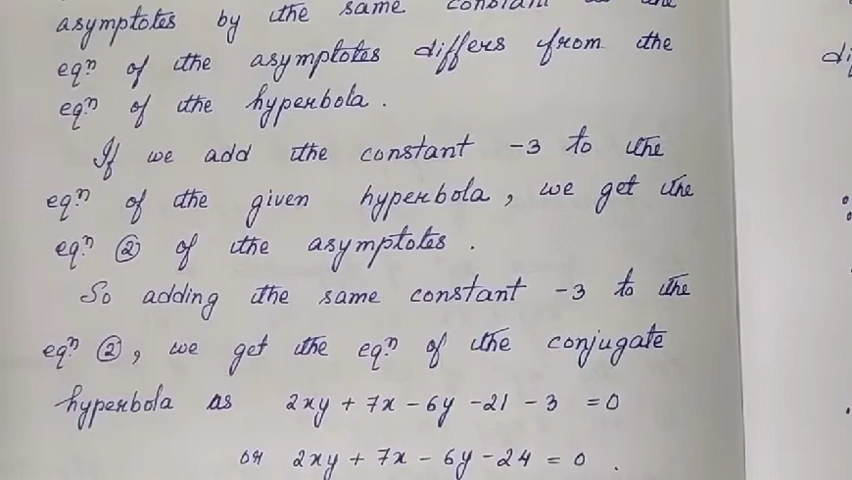 asymptotes by the same constant
eqn of the asymptotes differs from the
eqn of the hyperbola.
If we add the constant -3 to the
eqn of the given hyperbola, we get the
eqn ② of the asymptotes.
So adding the same constant -3 to the
eqn ②, we get the eqn of the conjugate
hyperbola as 2xy + 7x - 6y - 21 - 3 = 0
or 2xy + 7x - 6y - 24 = 0.